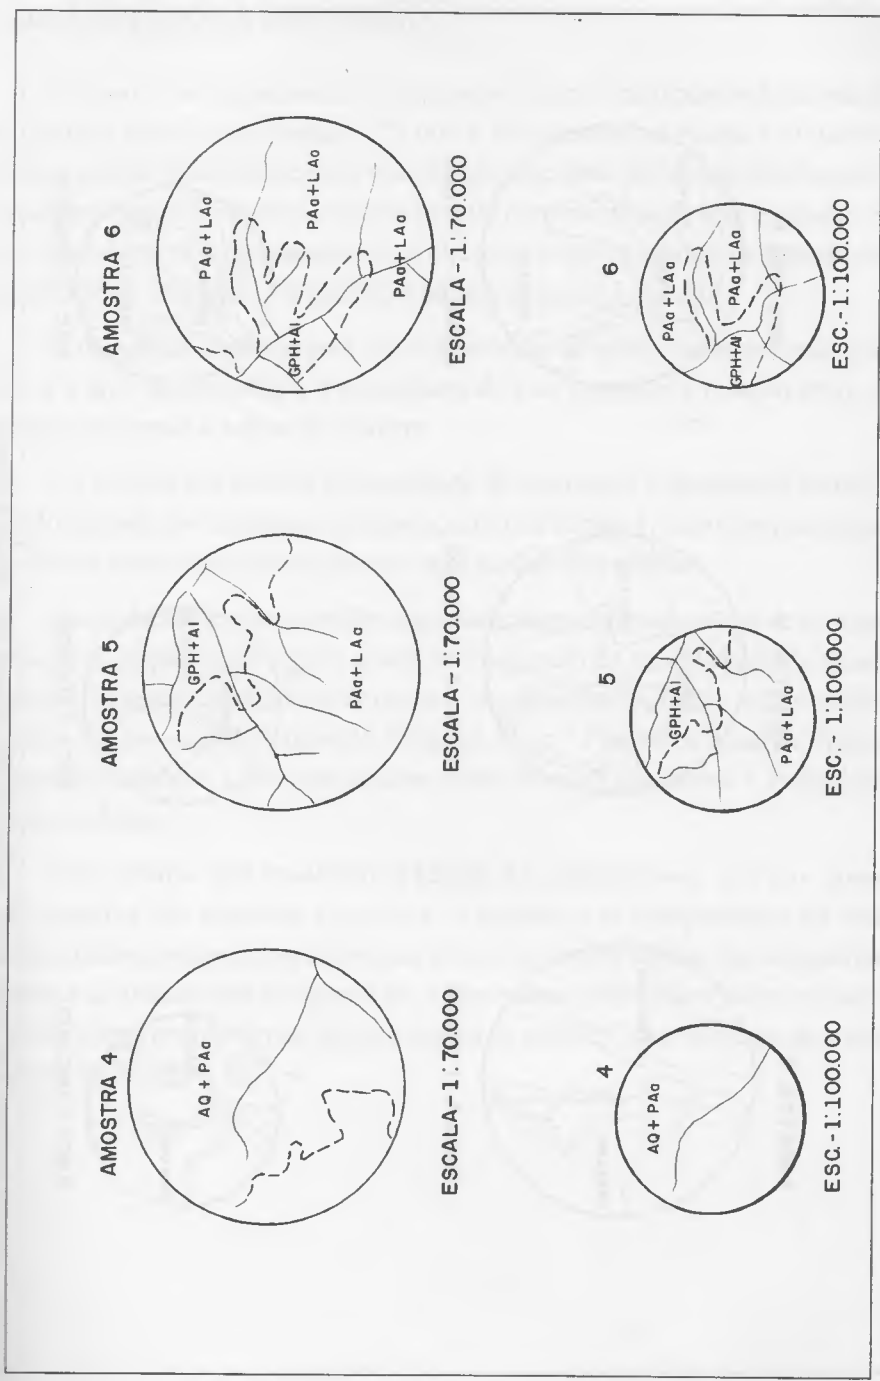 AMOSTRA 4
AQ + PAa
ESCALA-1:70.000
AMOSTRA 5
GPH+AI
PAa+LAa
ESCALA-1:70.000
AMOSTRA 6
PAa+LAa
PAa+LAa
GPH+AI
PAa+LAa
ESCALA-1:70.000
4
AQ+PAa
ESC.-1:100.000
5
GPH+AI
PAa+LAa
ESC.-1:100.000
6
PAa+LAa
PAa+LAa
GPH+AI
ESC.-1:100.000